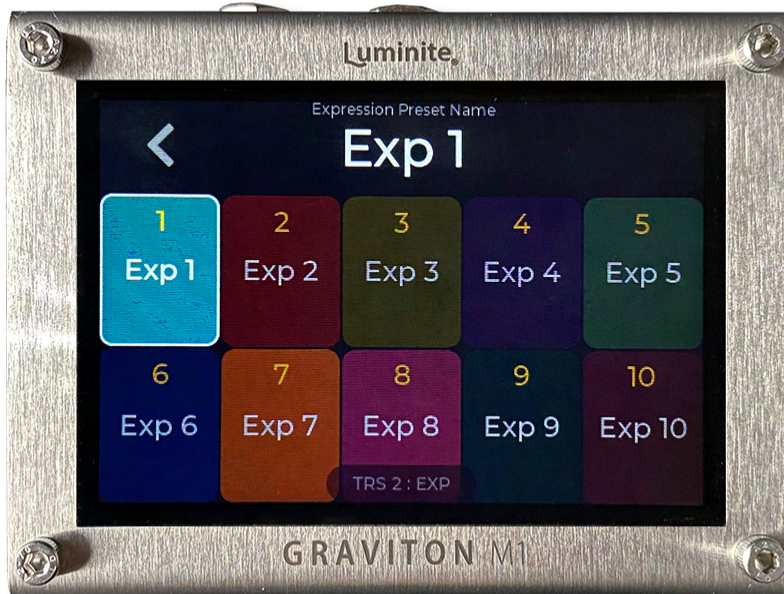 Luminite
Expression Preset Name
Exp 1
1 2 3 4 5
Exp 1 Exp 2 Exp 3 Exp 4 Exp 5
6 7 8 9 10
Exp 6 Exp 7 Exp 8 Exp 9 Exp 10
TRS 2 : EXP
GRAVITON M1